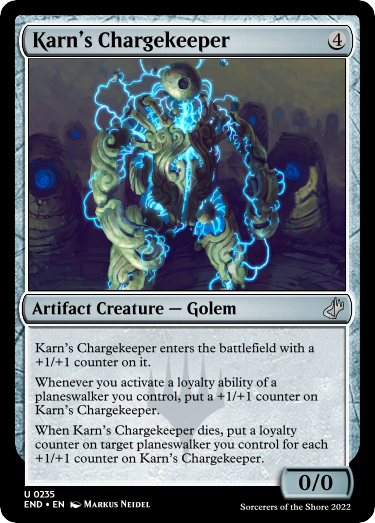 Karn's Chargekeeper 4
Artifact Creature — Golem
Karn's Chargekeeper enters the battlefield with a
+1/+1 counter on it.
Whenever you activate a loyalty ability of a
planeswalker you control, put a +1/+1 counter on
Karn's Chargekeeper.
When Karn's Chargekeeper dies, put a loyalty
counter on target planeswalker you control for each
+1/+1 counter on Karn's Chargekeeper.
0/0
U 0235
END • EN Markus Neidel
Sorcerers of the Shore 2022